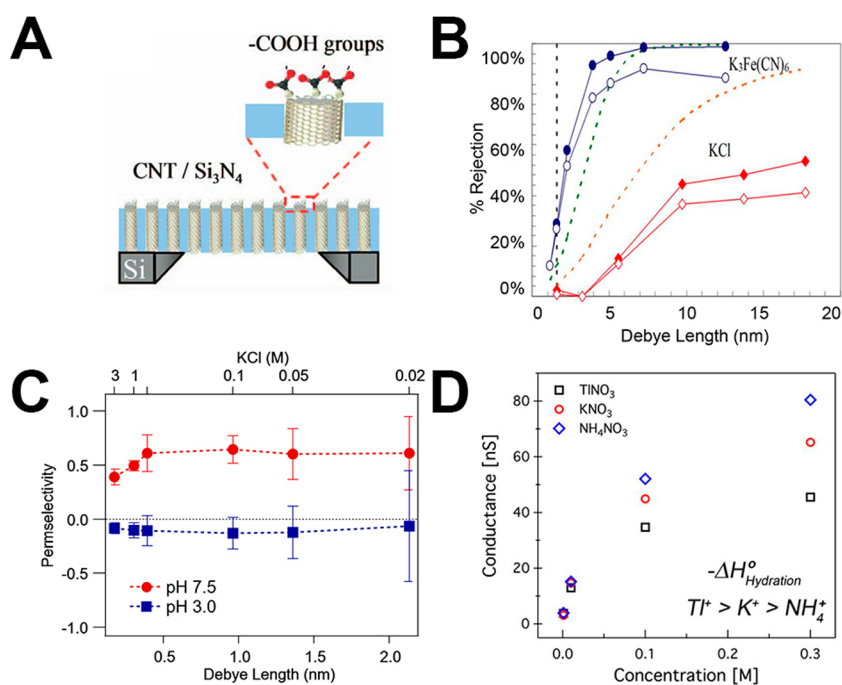 A
-COOH groups
CNT / Si3N4
Si
B
100%
80%
60%
40%
20%
0%
% Rejection
K3Fe(CN)6
KCl
0 5 10 15 20
Debye Length (nm)
C
KCl (M)
3 1 0.1 0.05 0.02
1.0
0.5
0.0
-0.5
-1.0
Permselectivity
pH 7.5
pH 3.0
0.5 1.0 1.5 2.0
Debye Length (nm)
D
TlNO3
KNO3
NH4NO3
80
60
40
20
0
Conductance [nS]
-ΔH°Hydration
Tl+ > K+ > NH4+
0.0 0.1 0.2 0.3
Concentration [M]